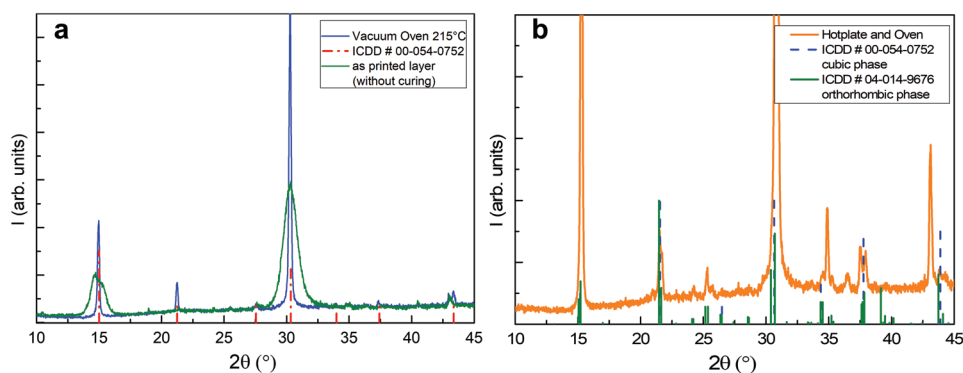 a
Vacuum Oven 215°C
ICDD # 00-054-0752
as printed layer
(without curing)
I (arb. units)
10 15 20 25 30 35 40 45
2θ (°)
b
Hotplate and Oven
ICDD # 00-054-0752
cubic phase
ICDD # 04-014-9676
orthorhombic phase
I (arb. units)
10 15 20 25 30 35 40 45
2θ (°)